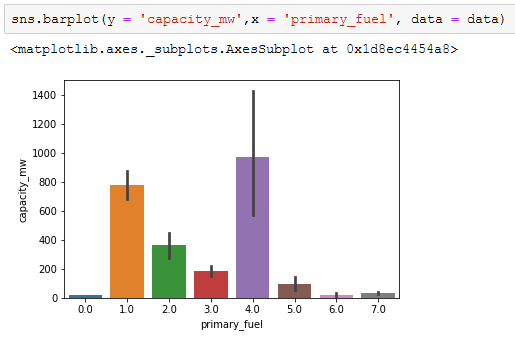 sns.barplot(y = 'capacity_mw',x = 'primary_fuel', data = data)
<matplotlib.axes._subplots.AxesSubplot at 0x1d8ec4454a8>
1400
1200
1000
800
600
400
200
0
capacity_mw
0.0 1.0 2.0 3.0 4.0 5.0 6.0 7.0
primary_fuel